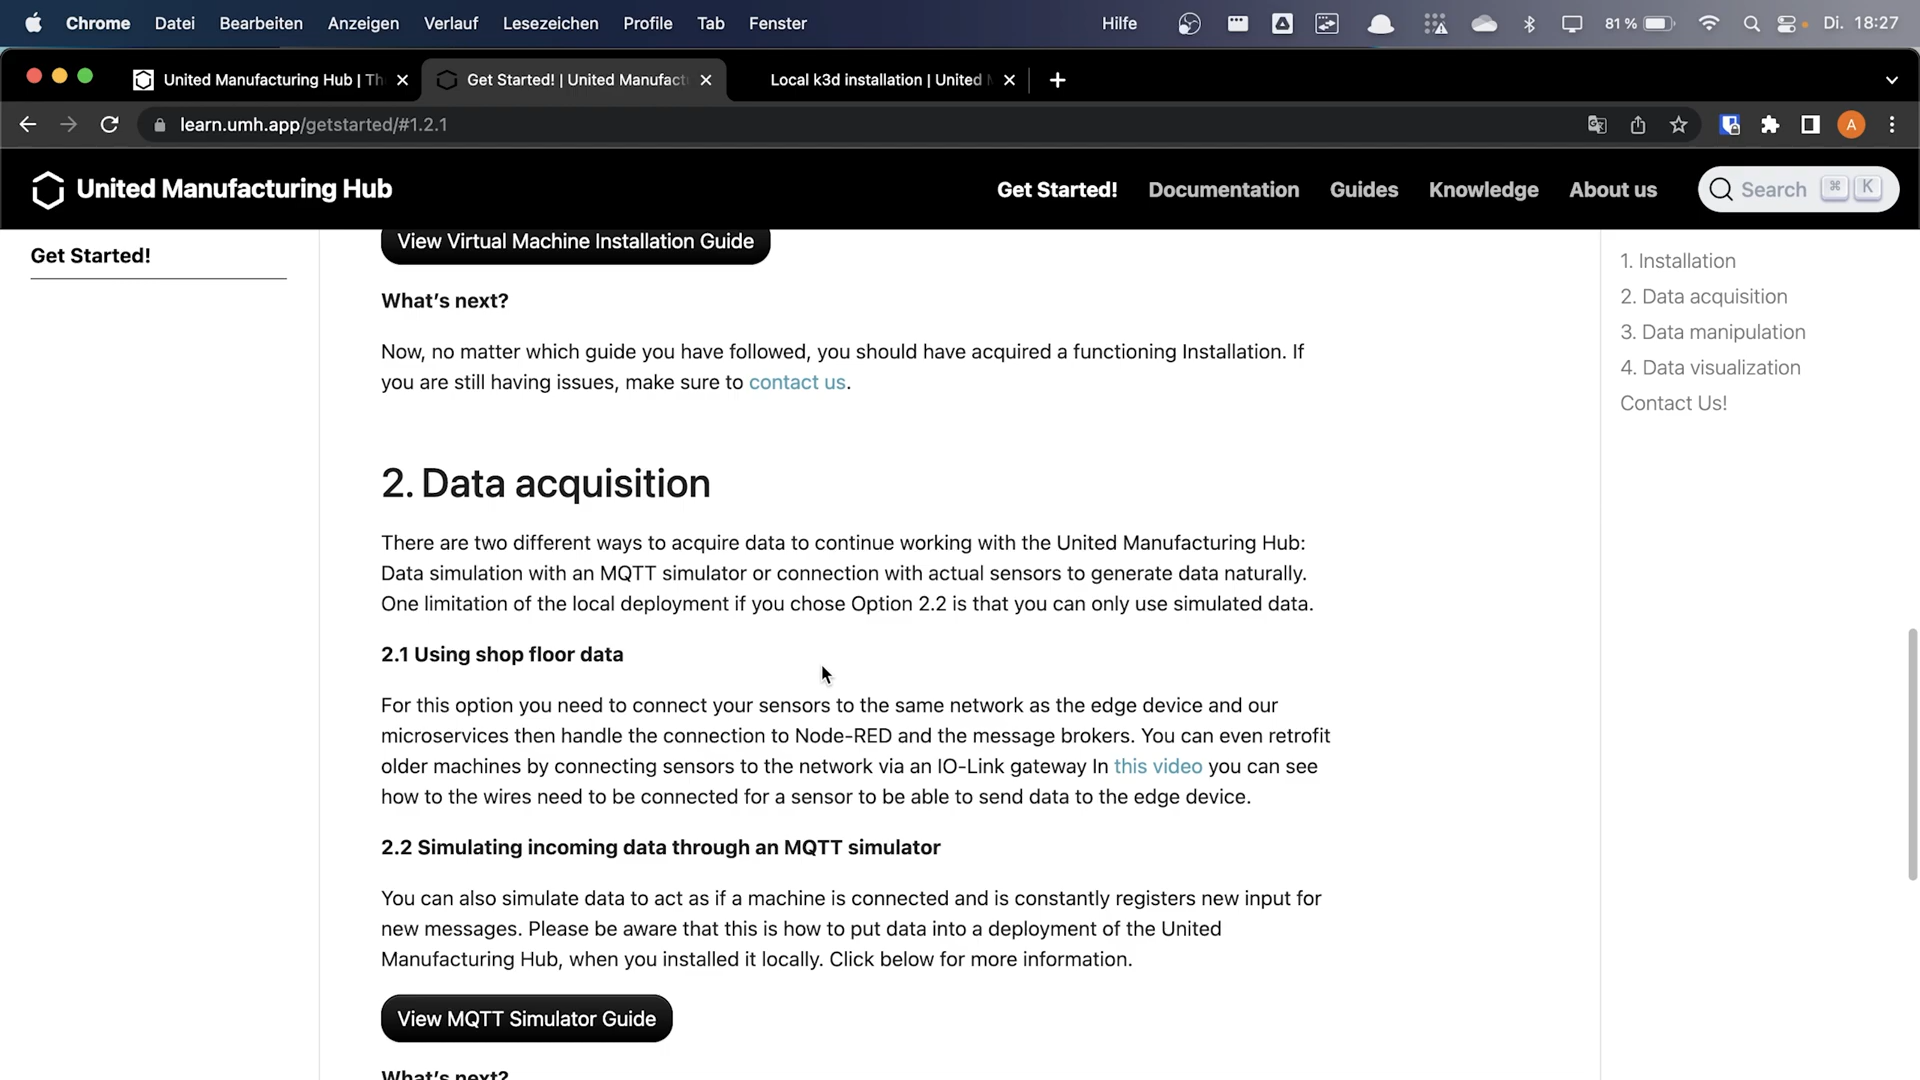 Chrome Datei Bearbeiten Anzeigen Verlauf Lesezeichen Profile Tab Fenster Hilfe 81 % Di. 18:27
United Manufacturing Hub | Th Get Started! | United Manufact Local k3d installation | United
learn.umh.app/getstarted/#1.2.1 A
United Manufacturing Hub Get Started! Documentation Guides Knowledge About us Search ⌘ K
Get Started!
View Virtual Machine Installation Guide
What's next?
Now, no matter which guide you have followed, you should have acquired a functioning Installation. If
you are still having issues, make sure to contact us.
2. Data acquisition
There are two different ways to acquire data to continue working with the United Manufacturing Hub:
Data simulation with an MQTT simulator or connection with actual sensors to generate data naturally.
One limitation of the local deployment if you chose Option 2.2 is that you can only use simulated data.
2.1 Using shop floor data
For this option you need to connect your sensors to the same network as the edge device and our
microservices then handle the connection to Node-RED and the message brokers. You can even retrofit
older machines by connecting sensors to the network via an IO-Link gateway In this video you can see
how to the wires need to be connected for a sensor to be able to send data to the edge device.
2.2 Simulating incoming data through an MQTT simulator
You can also simulate data to act as if a machine is connected and is constantly registers new input for
new messages. Please be aware that this is how to put data into a deployment of the United
Manufacturing Hub, when you installed it locally. Click below for more information.
View MQTT Simulator Guide
What's next?
1. Installation
2. Data acquisition
3. Data manipulation
4. Data visualization
Contact Us!